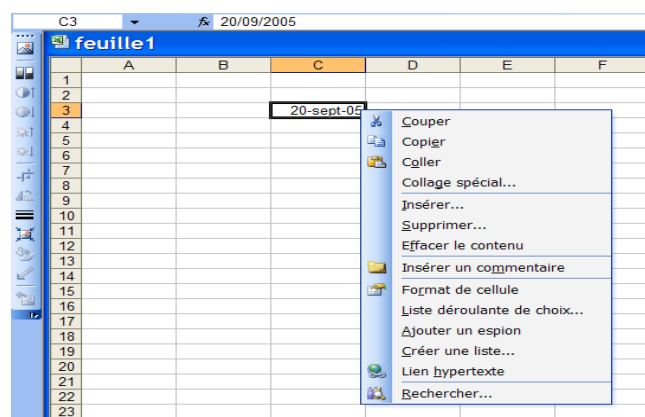 C3 fx 20/09/2005
feuille1
A B C D E F
1
2
3 20-sept-05
4
5
6
7
8
9
10
11
12
13
14
15
16
17
18
19
20
21
22
23
Couper
Copier
Coller
Collage spécial...
Insérer...
Supprimer...
Effacer le contenu
Insérer un commentaire
Format de cellule
Liste déroulante de choix...
Ajouter un espion
Créer une liste...
Lien hypertexte
Rechercher...